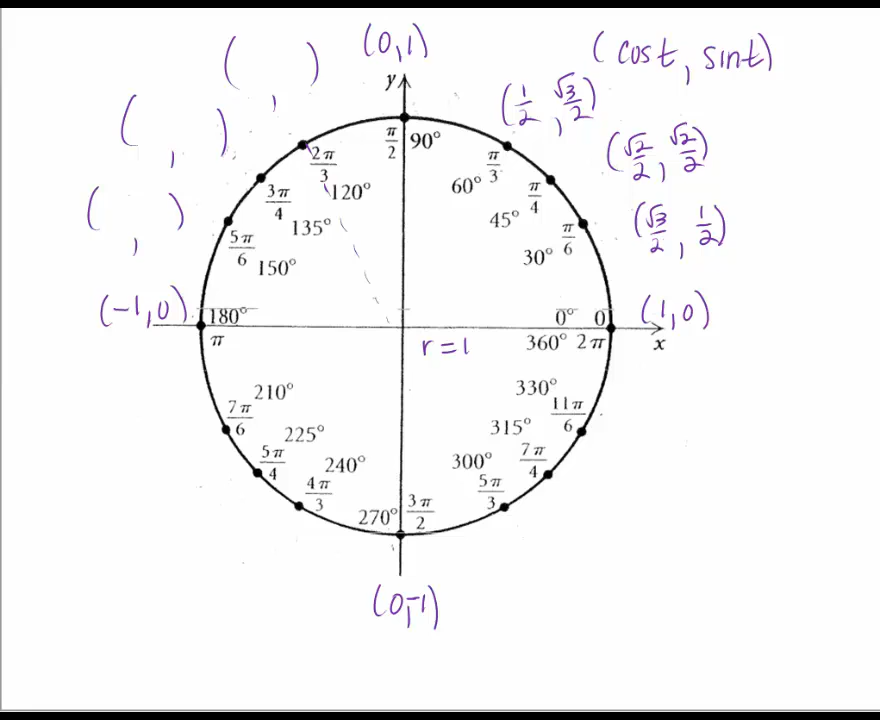 ( , ) (0,1) (cos t, sin t)
y
( , ) (1/2, √3/2)
π/2 90°
2π/3 120° 60° π/3 (√2/2, √2/2)
3π/4 135° 45° π/4
( , ) (√3/2, 1/2)
5π/6 150° 30° π/6
(-1,0) 180° 0° 0 (1,0)
π r=1 360° 2π x
210° 330°
7π/6 11π/6
225° 315°
5π/4 7π/4
240° 300°
4π/3 5π/3
270° 3π/2
(0,-1)